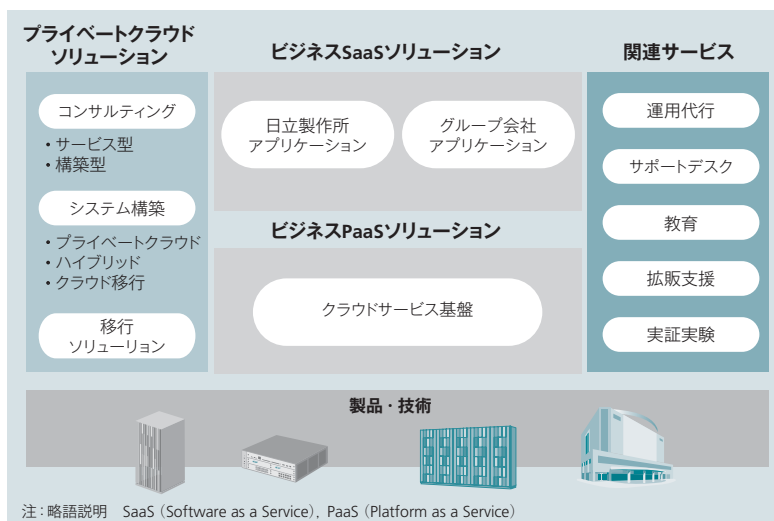 プライベートクラウド
ソリューション
コンサルティング
・サービス型
・構築型
システム構築
・プライベートクラウド
・ハイブリッド
・クラウド移行
移行
ソリューリョン
ビジネスSaaSソリューション
日立製作所
アプリケーション
グループ会社
アプリケーション
ビジネスPaaSソリューション
クラウドサービス基盤
関連サービス
運用代行
サポートデスク
教育
拡販支援
実証実験
製品・技術
注：略語説明　SaaS（Software as a Service），PaaS（Platform as a Service）